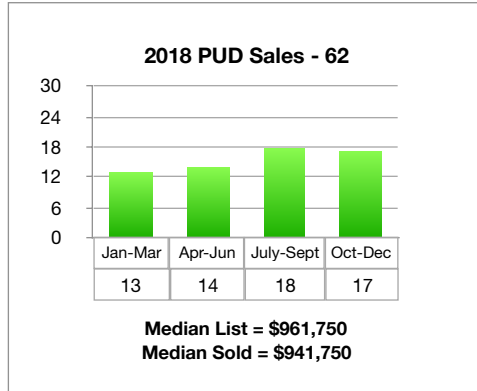 2018 PUD Sales - 62
30
24
18
12
6
0
Jan-Mar Apr-Jun July-Sept Oct-Dec
13 14 18 17
Median List = $961,750
Median Sold = $941,750